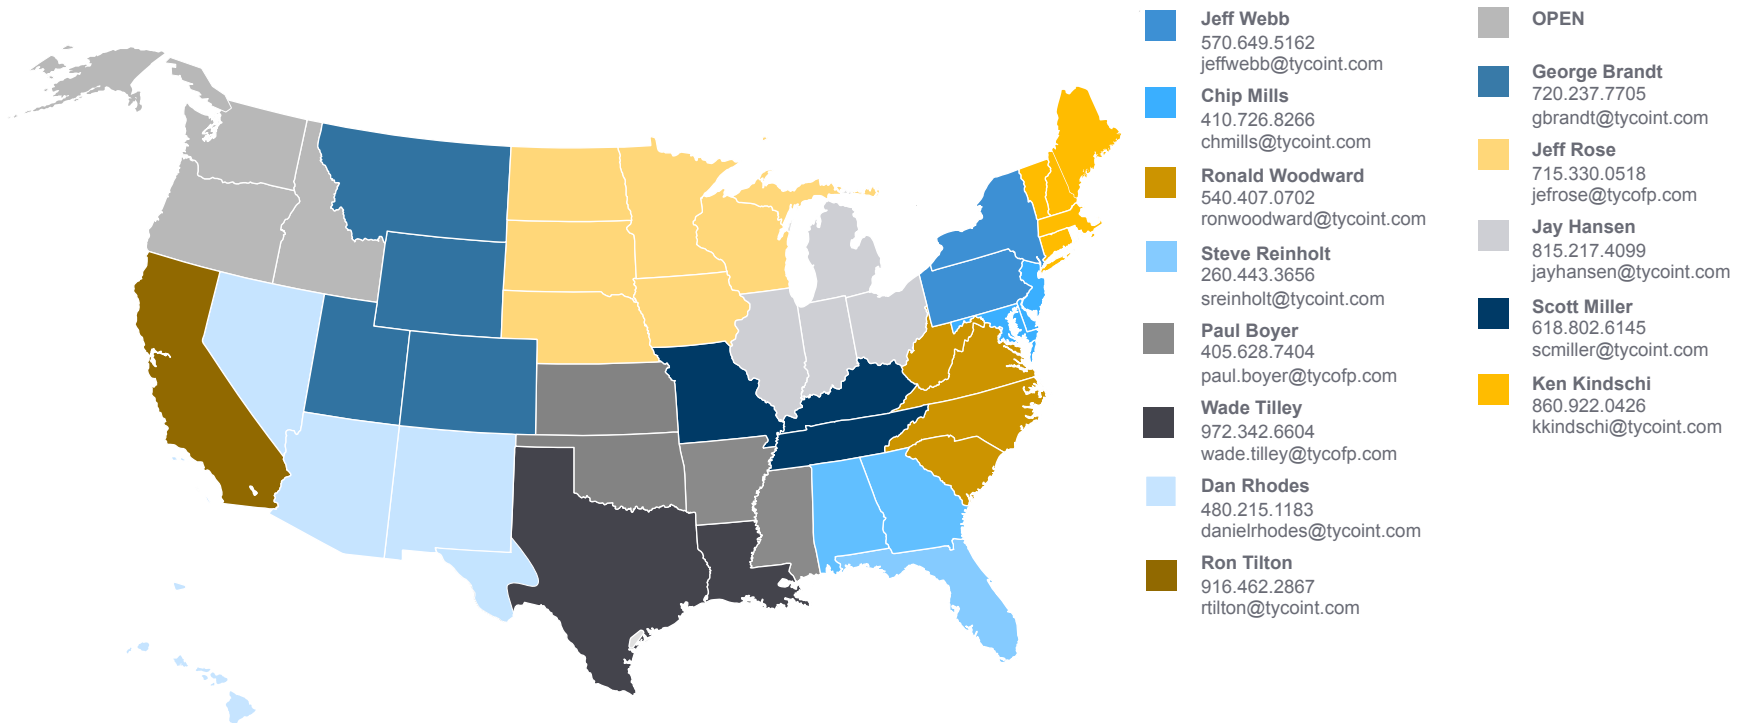 Jeff Webb
570.649.5162
jeffwebb@tycoint.com
Chip Mills
410.726.8266
chmills@tycoint.com
Ronald Woodward
540.407.0702
ronwoodward@tycoint.com
Steve Reinholt
260.443.3656
sreinholt@tycoint.com
Paul Boyer
405.628.7404
paul.boyer@tycofp.com
Wade Tilley
972.342.6604
wade.tilley@tycofp.com
Dan Rhodes
480.215.1183
danielrhodes@tycoint.com
Ron Tilton
916.462.2867
rtilton@tycoint.com
OPEN
George Brandt
720.237.7705
gbrandt@tycoint.com
Jeff Rose
715.330.0518
jefrose@tycofp.com
Jay Hansen
815.217.4099
jayhansen@tycoint.com
Scott Miller
618.802.6145
scmiller@tycoint.com
Ken Kindschi
860.922.0426
kkindschi@tycoint.com